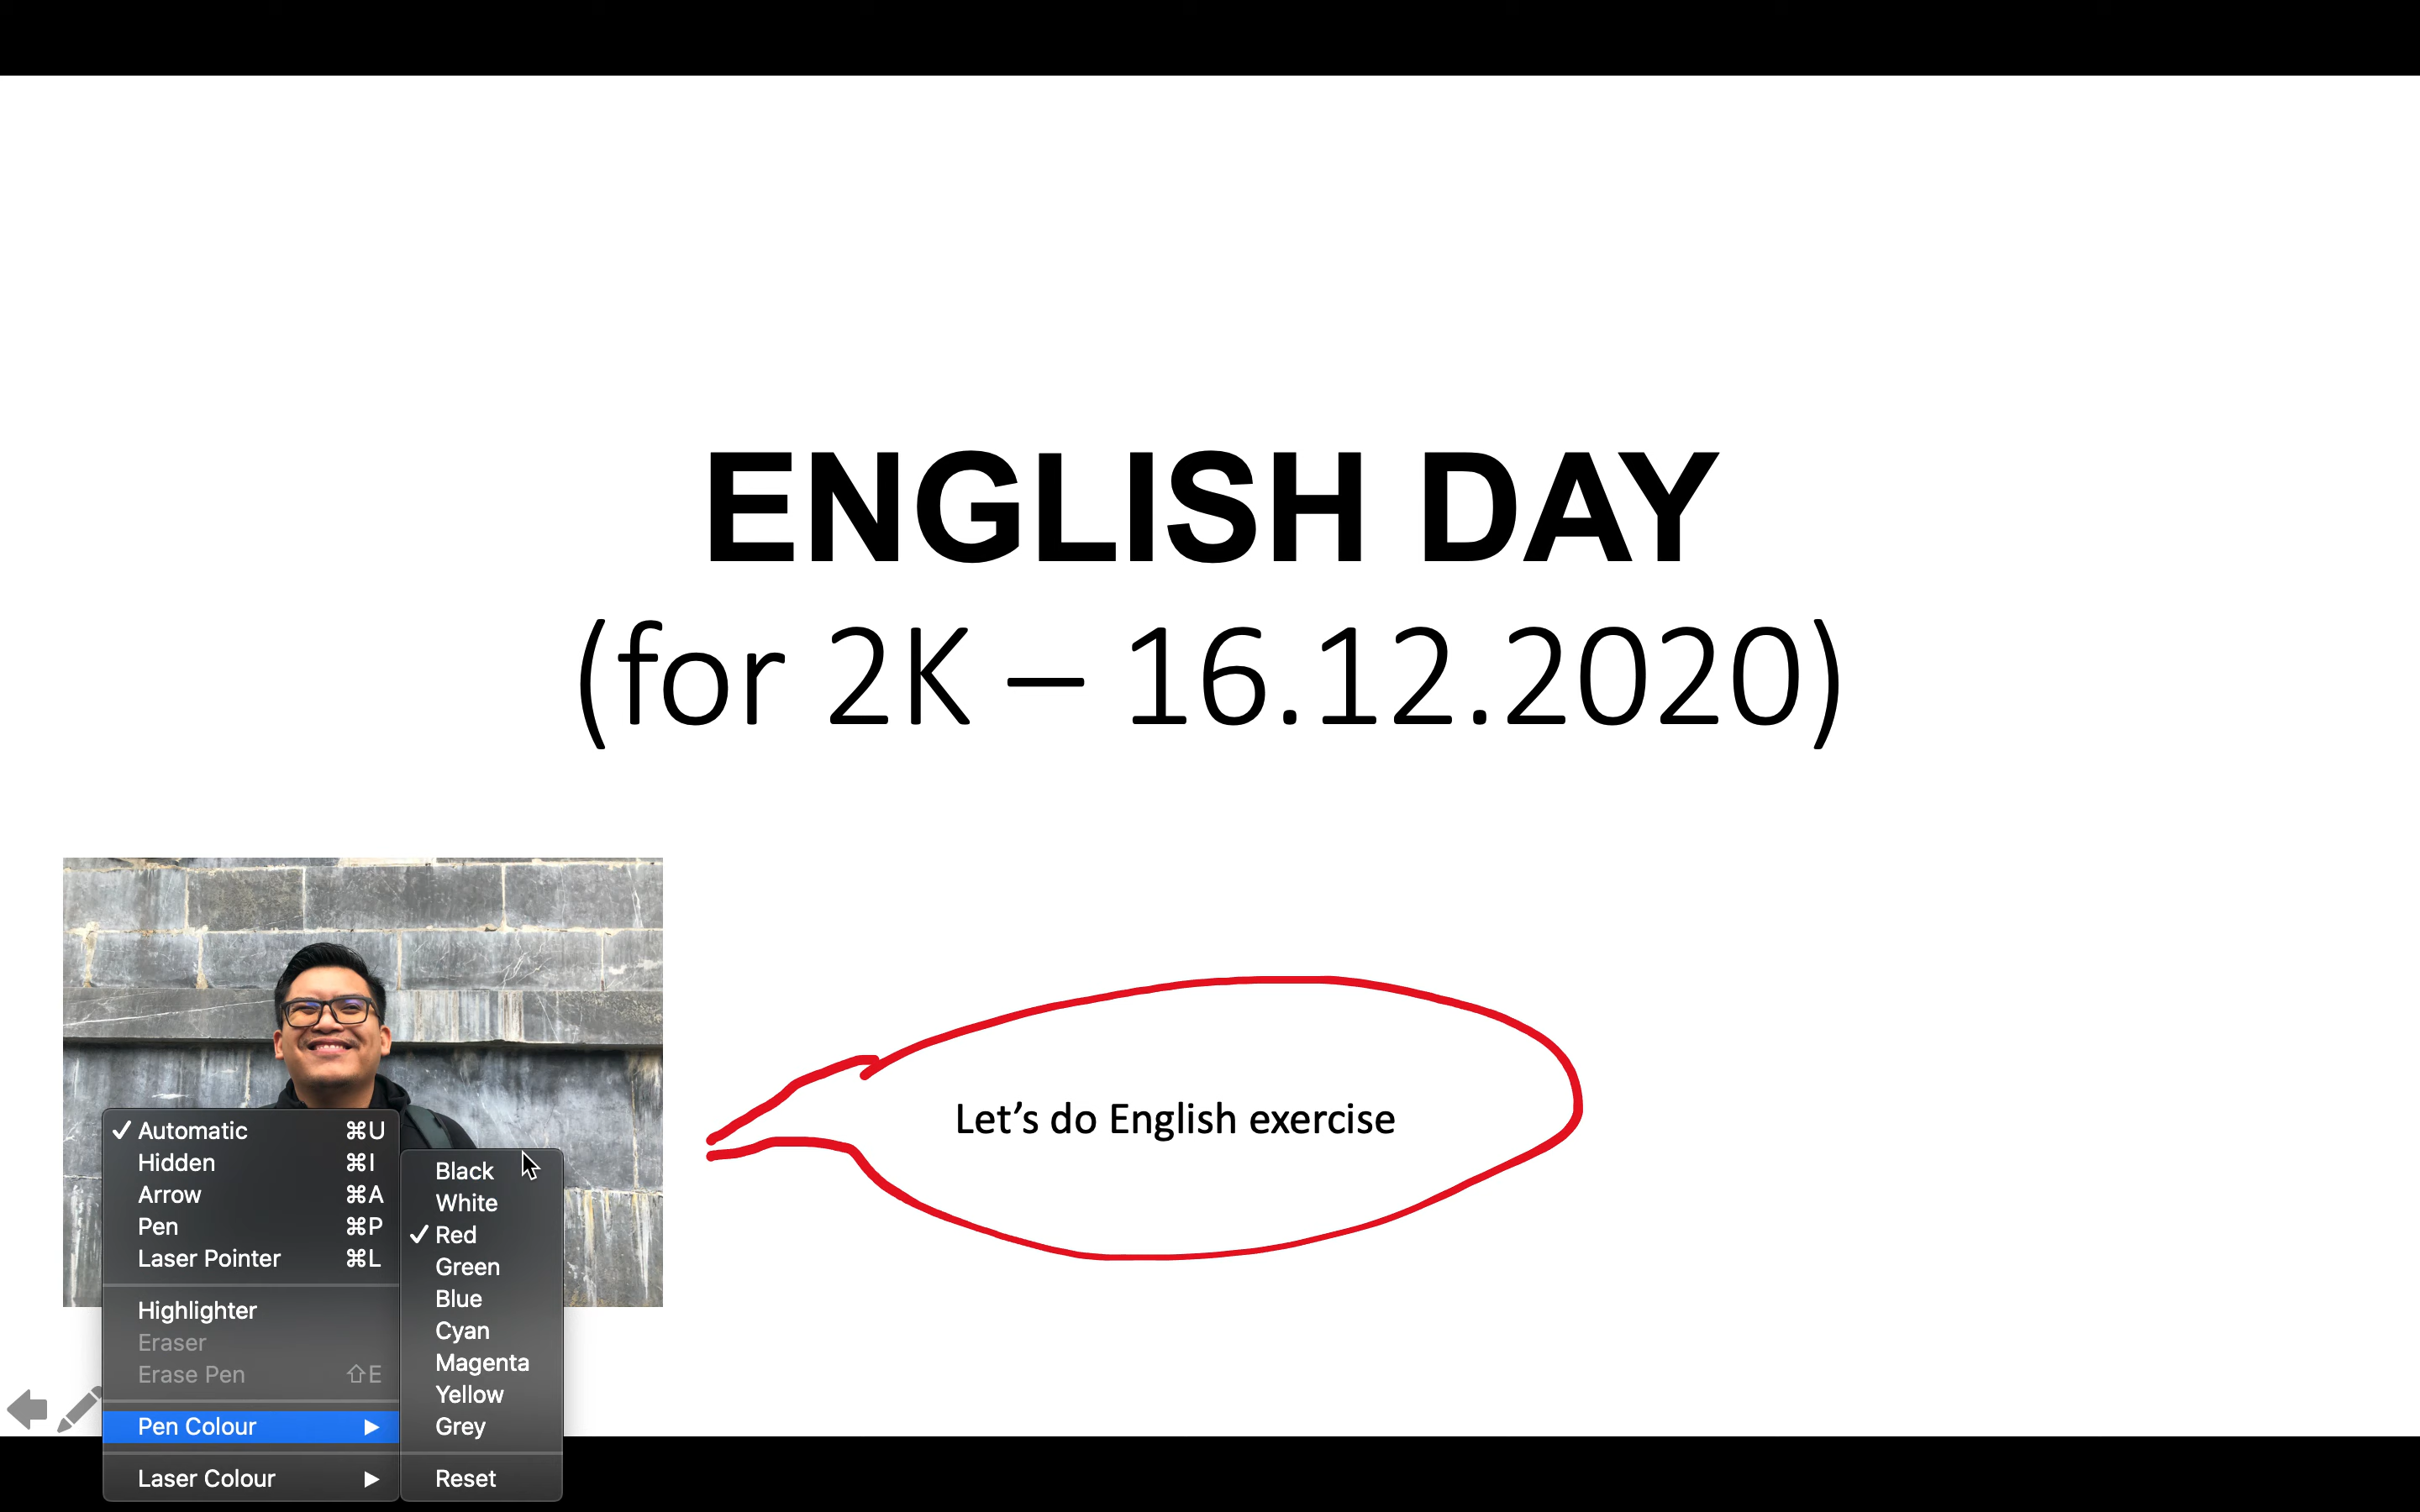 ENGLISH DAY
(for 2K – 16.12.2020)
Let’s do English exercise
✓ Automatic ⌘U
Hidden ⌘I
Arrow ⌘A
Pen ⌘P
Laser Pointer ⌘L
Highlighter
Eraser
Erase Pen ⇧E
Pen Colour ▶
Laser Colour ▶
Black
White
✓ Red
Green
Blue
Cyan
Magenta
Yellow
Grey
Reset